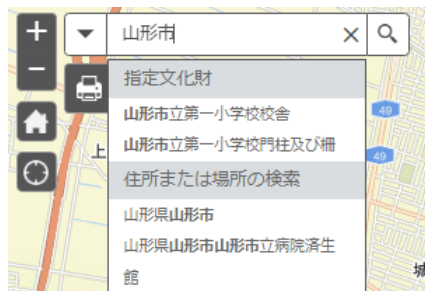 山形市
指定文化財
山形市立第一小学校校舎
山形市立第一小学校門柱及び柵
住所または場所の検索
山形県山形市
山形県山形市山形市立病院済生
館
上
49
49
城